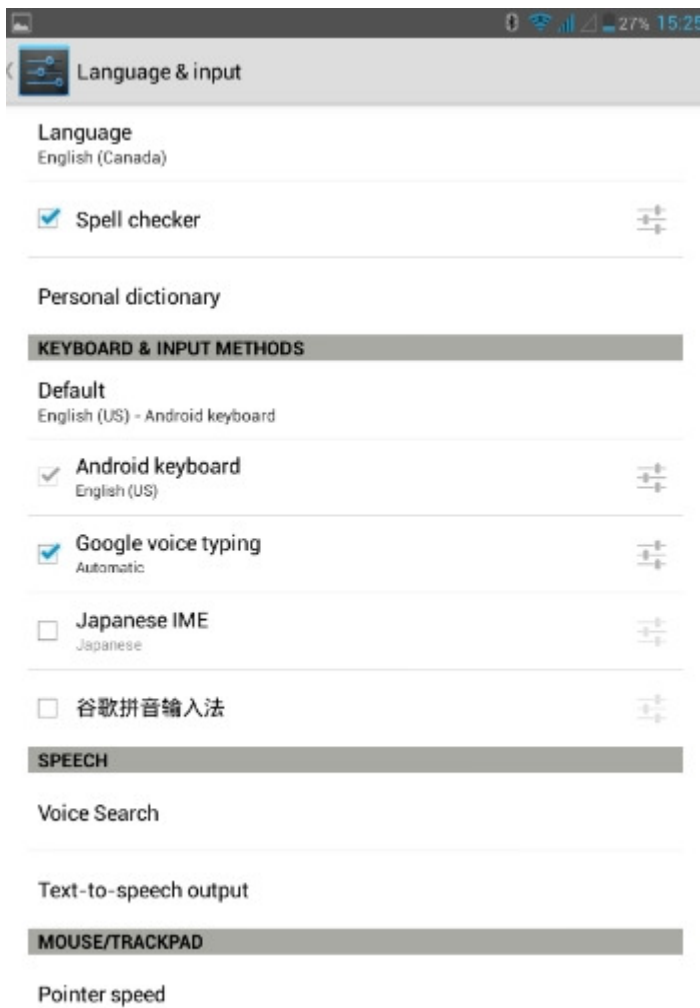 27% 15:25
Language & input
Language
English (Canada)
Spell checker
Personal dictionary
KEYBOARD & INPUT METHODS
Default
English (US) - Android keyboard
Android keyboard
English (US)
Google voice typing
Automatic
Japanese IME
Japanese
谷歌拼音输入法
SPEECH
Voice Search
Text-to-speech output
MOUSE/TRACKPAD
Pointer speed